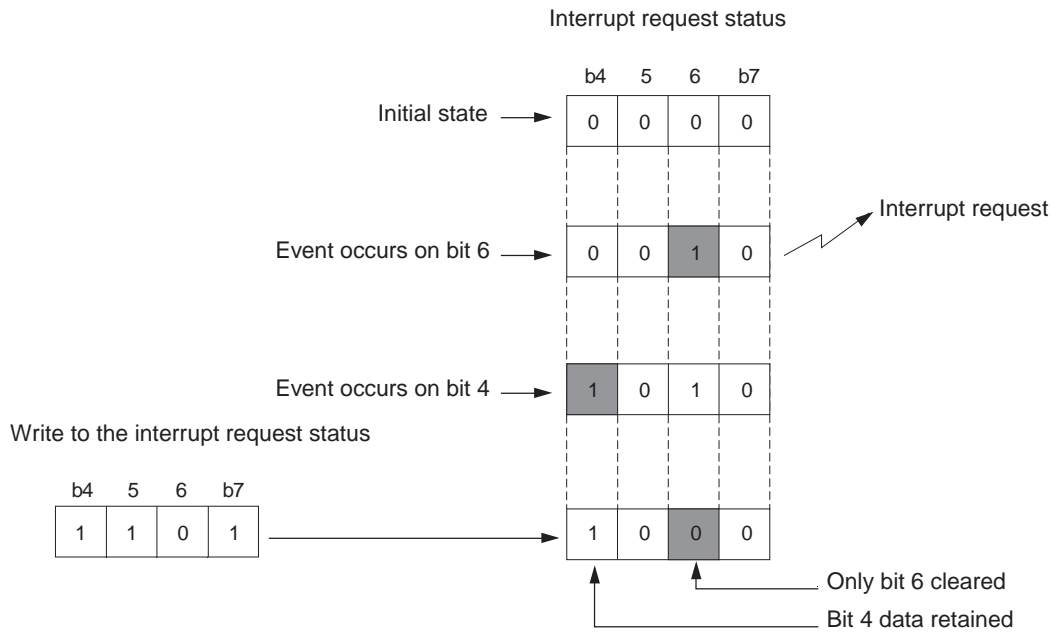 Interrupt request status
b4 5 6 b7
Initial state
0 0 0 0
Interrupt request
Event occurs on bit 6
0 0 1 0
Event occurs on bit 4
1 0 1 0
Write to the interrupt request status
b4 5 6 b7
1 1 0 1
1 0 0 0
Only bit 6 cleared
Bit 4 data retained